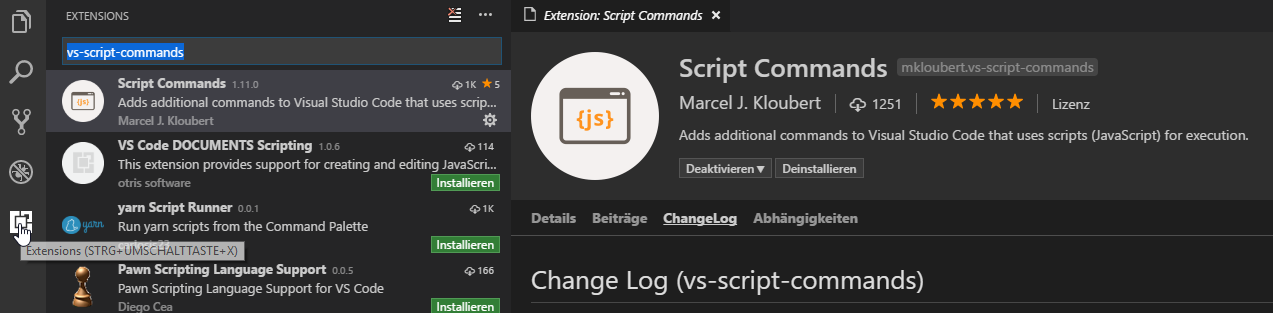 EXTENSIONS
vs-script-commands
Script Commands 1.11.0 1K 5
Adds additional commands to Visual Studio Code that uses scrip...
Marcel J. Kloubert
VS Code DOCUMENTS Scripting 1.0.6 114
This extension provides support for creating and editing JavaScri...
otris software Installieren
yarn yarn Script Runner 0.0.1 1K
Run yarn scripts from the Command Palette
Installieren
Extensions (STRG+UMSCHALTTASTE+X)
Pawn Scripting Language Support 0.0.5 166
Pawn Scripting Language Support for VS Code
Diego Cea Installieren
Extension: Script Commands
{js}
Script Commands mkloubert.vs-script-commands
Marcel J. Kloubert 1251 Lizenz
Adds additional commands to Visual Studio Code that uses scripts (JavaScript) for execution.
Deaktivieren Deinstallieren
Details Beiträge ChangeLog Abhängigkeiten
Change Log (vs-script-commands)